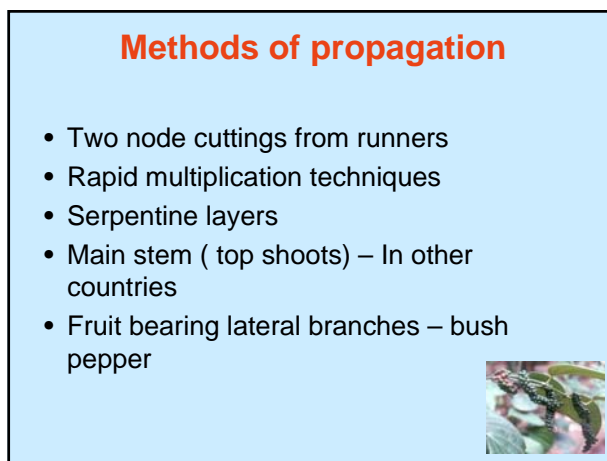 Methods of propagation
• Two node cuttings from runners
• Rapid multiplication techniques
• Serpentine layers
• Main stem ( top shoots) – In other
countries
• Fruit bearing lateral branches – bush
pepper